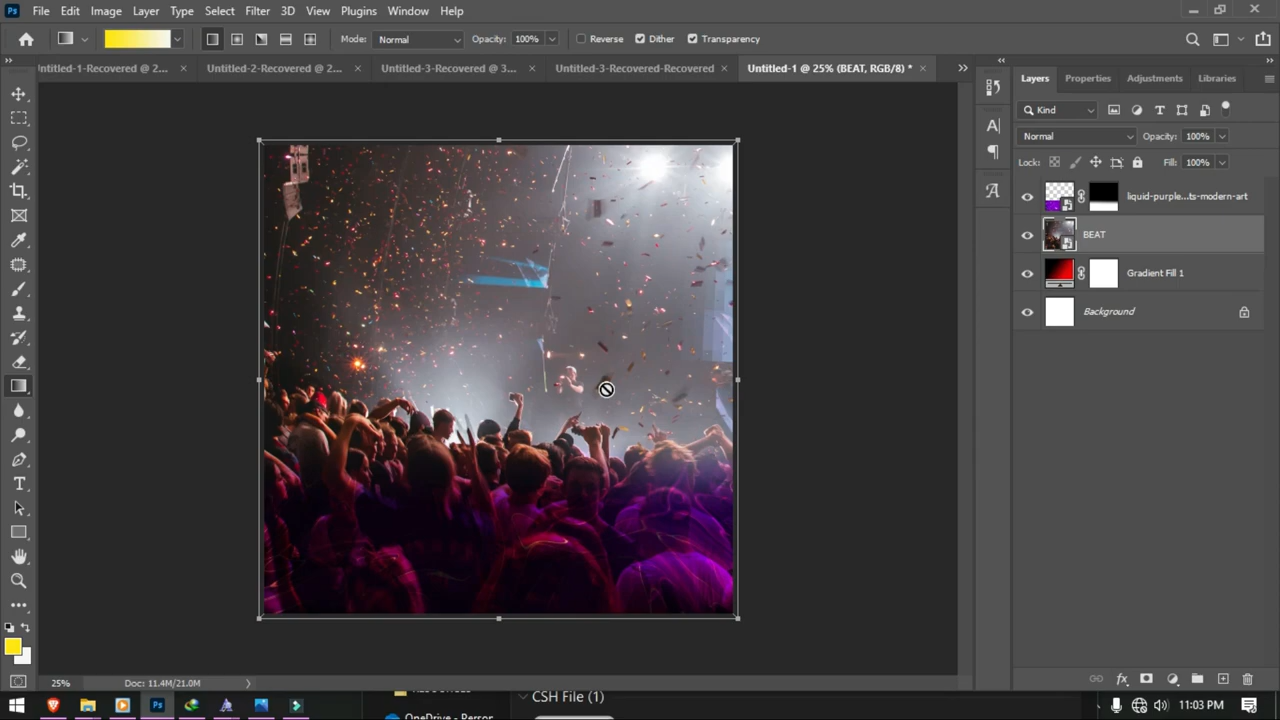 Ps File Edit Image Layer Type Select Filter 3D View Plugins Window Help
Mode: Normal Opacity: 100% Reverse Dither Transparency
Untitled-1-Recovered @ 2... Untitled-2-Recovered @ 2... Untitled-3-Recovered @ 3... Untitled-3-Recovered-Recovered Untitled-1 @ 25% (BEAT, RGB/8) *
Layers Properties Adjustments Libraries
Kind
Normal Opacity: 100%
Lock: Fill: 100%
liquid-purple...ts-modern-art
BEAT
Gradient Fill 1
Background
25% Doc: 11.4M/21.0M
CSH File (1)
OneDrive - Person
11:03 PM